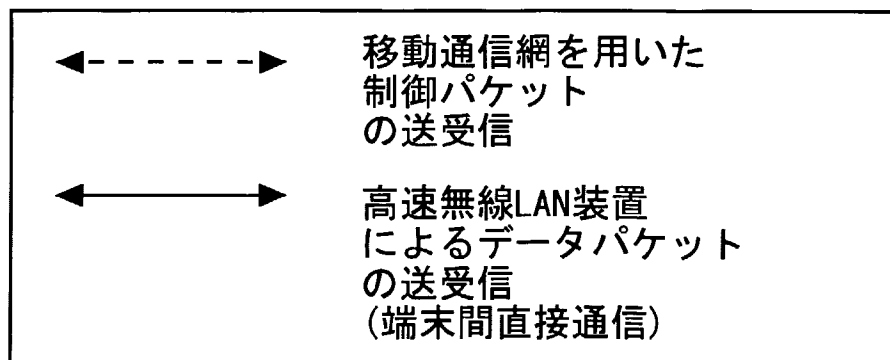 移動通信網を用いた
制御パケット
の送受信
高速無線LAN装置
によるデータパケット
の送受信
(端末間直接通信)